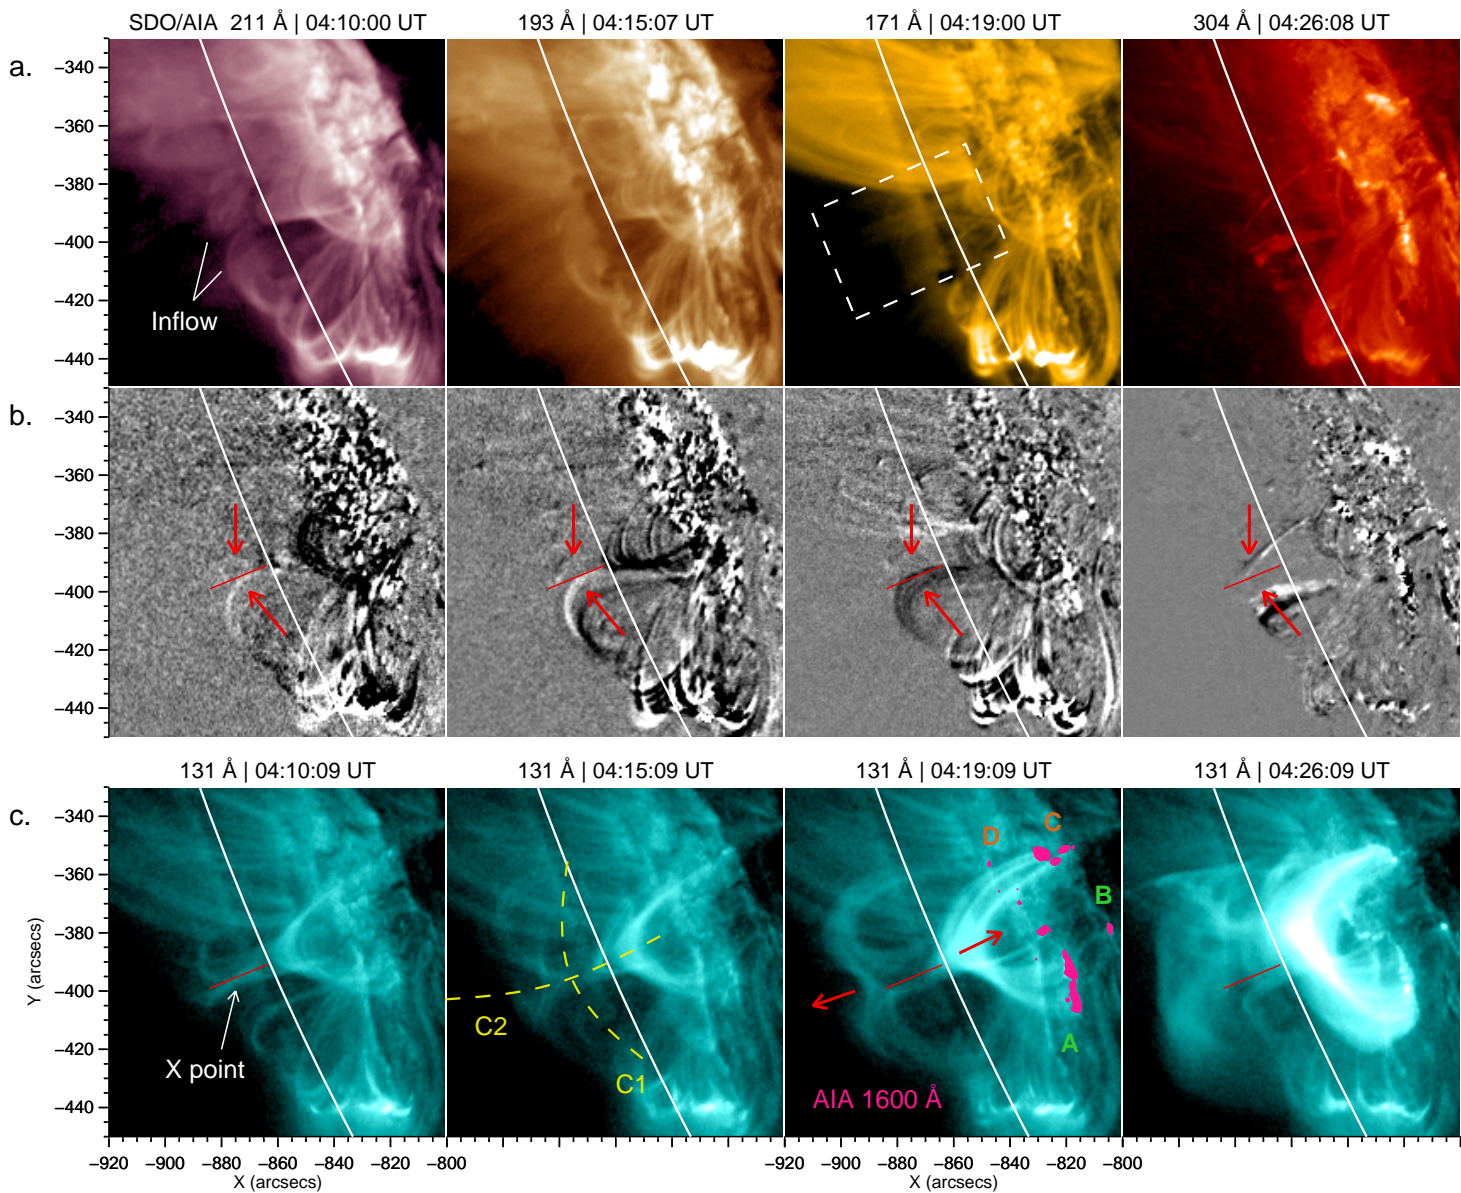 SDO/AIA 211 Å | 04:10:00 UT
193 Å | 04:15:07 UT
171 Å | 04:19:00 UT
304 Å | 04:26:08 UT
a.
−340
−360
−380
−400
−420
−440
Inflow
b.
−340
−360
−380
−400
−420
−440
131 Å | 04:10:09 UT
131 Å | 04:15:09 UT
131 Å | 04:19:09 UT
131 Å | 04:26:09 UT
c.
−340
−360
−380
−400
−420
−440
Y (arcsecs)
X point
C2
C1
D
C
B
A
AIA 1600 Å
−920 −900 −880 −860 −840 −820 −800
X (arcsecs)
−920 −900 −880 −860 −840 −820 −800
X (arcsecs)